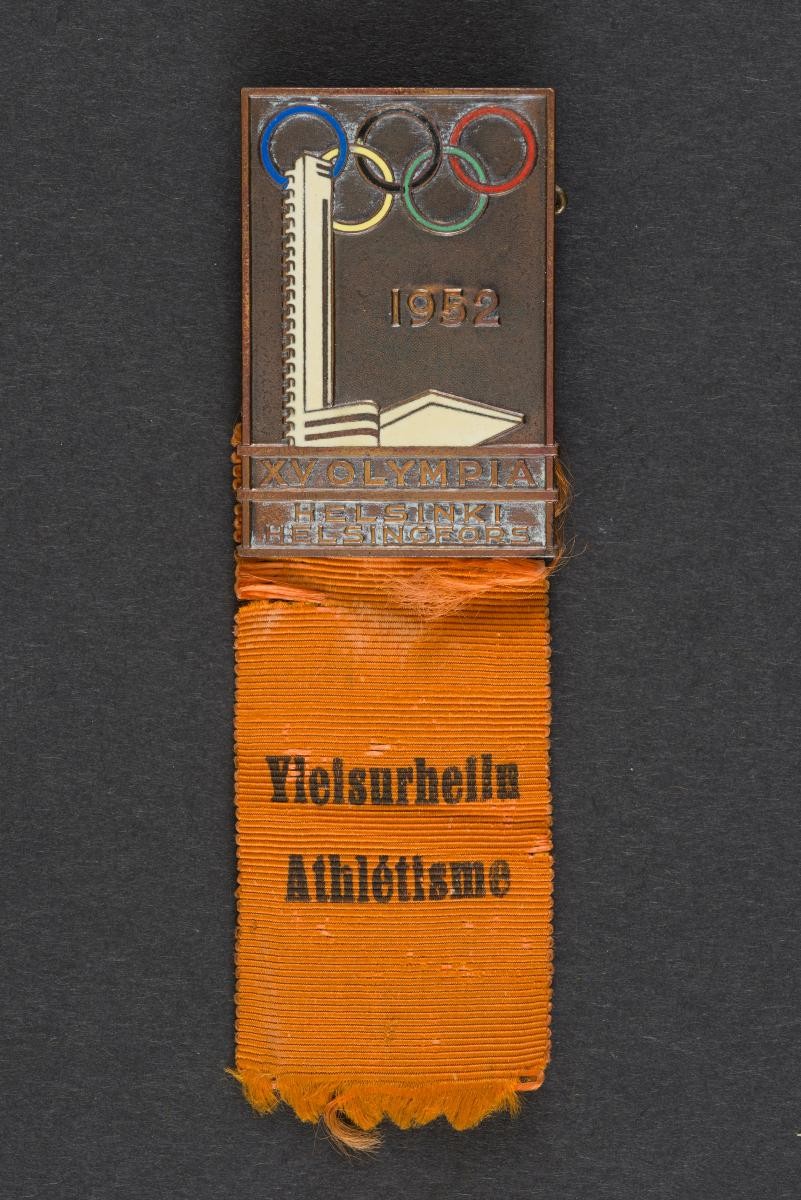 1952
XV OLYMPIA
HELSINKI
HELSINGFORS
Yleisurheilu
Athlétisme